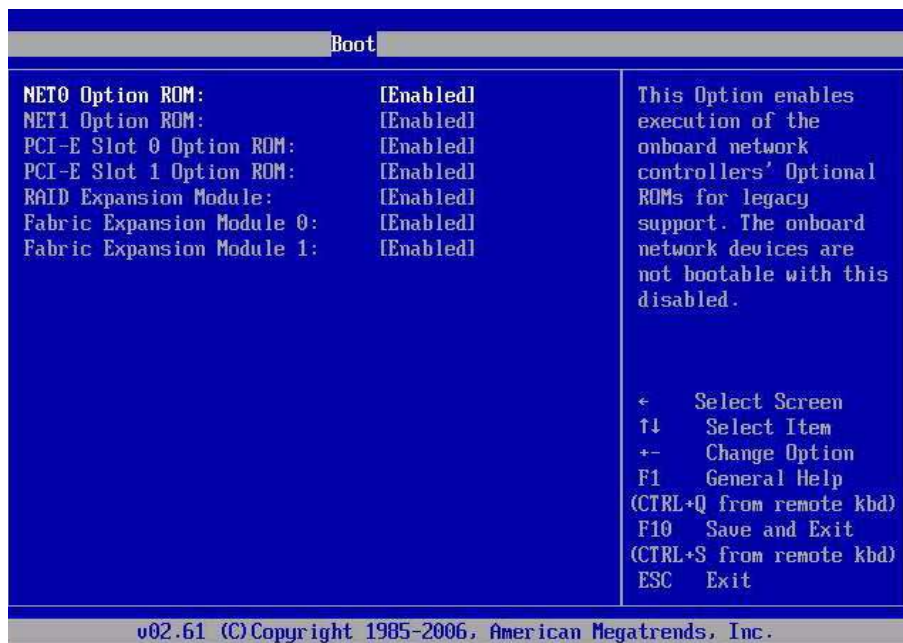 Boot
NET0 Option ROM: [Enabled]
NET1 Option ROM: [Enabled]
PCI-E Slot 0 Option ROM: [Enabled]
PCI-E Slot 1 Option ROM: [Enabled]
RAID Expansion Module: [Enabled]
Fabric Expansion Module 0: [Enabled]
Fabric Expansion Module 1: [Enabled]
This Option enables
execution of the
onboard network
controllers' Optional
ROMs for legacy
support. The onboard
network devices are
not bootable with this
disabled.
← Select Screen
↑↓ Select Item
+- Change Option
F1 General Help
(CTRL+Q from remote kbd)
F10 Save and Exit
(CTRL+S from remote kbd)
ESC Exit
v02.61 (C)Copyright 1985-2006, American Megatrends, Inc.